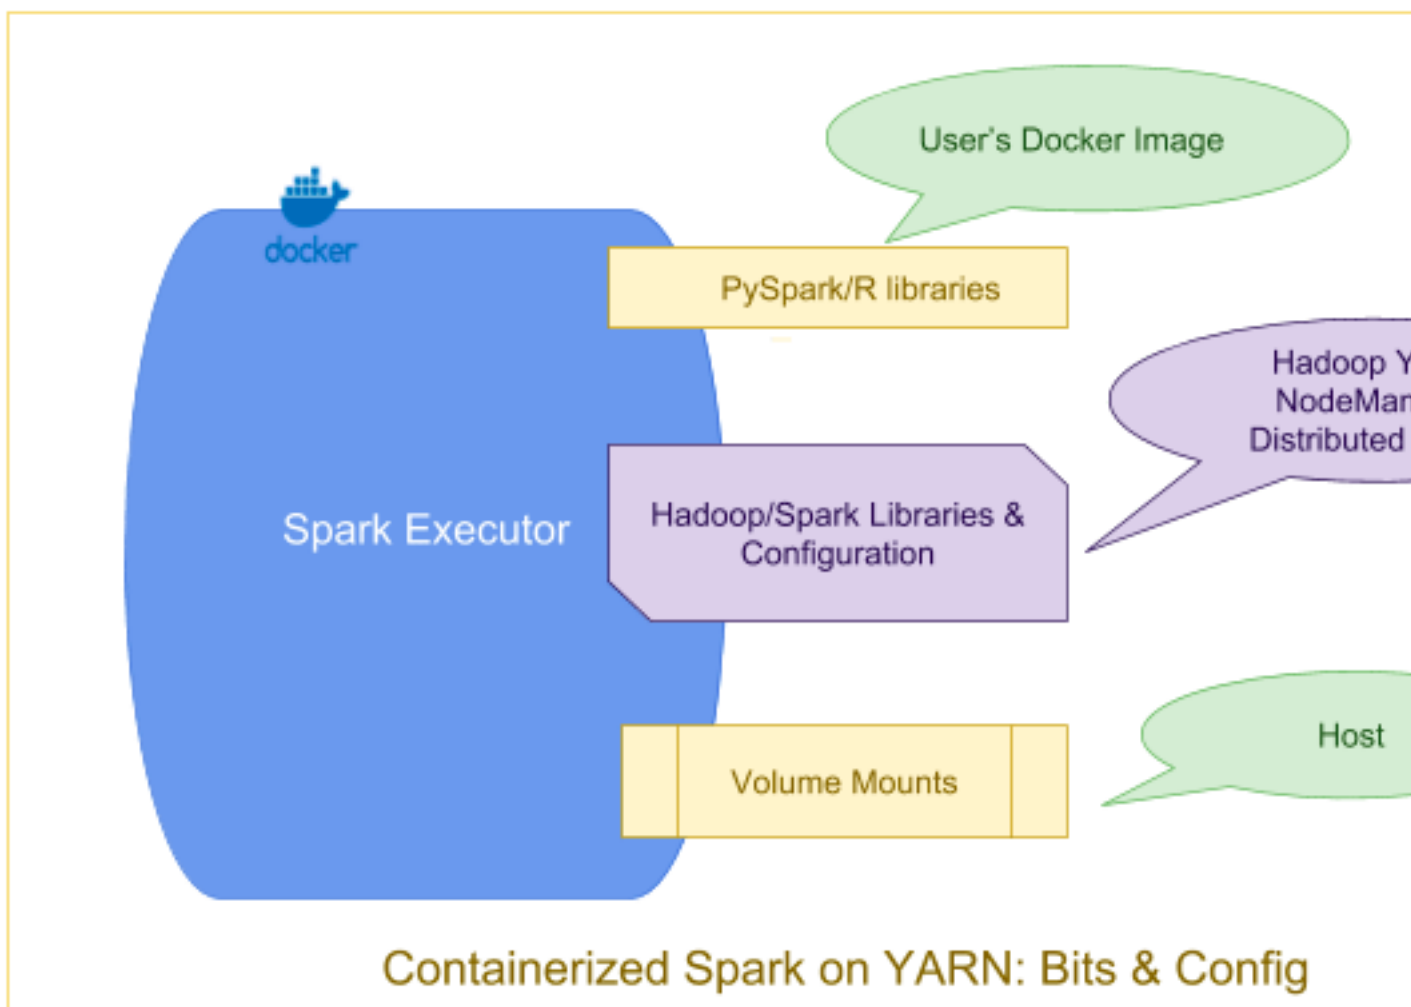 User's Docker Image
docker
PySpark/R libraries
Hadoop
Distributed
Hadoop/Spark Libraries &
Configuration
Spark Executor
Host
Volume Mounts
Containerized Spark on YARN: Bits & Config